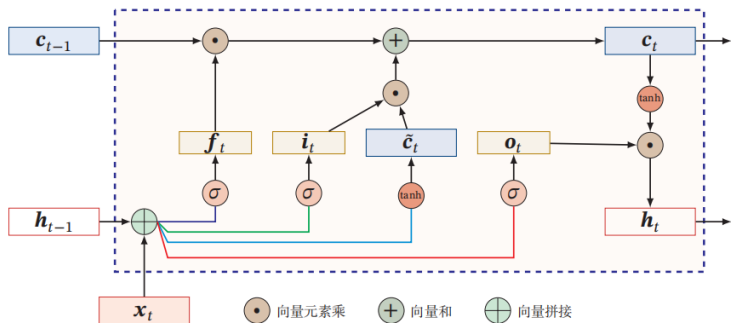 c_{t-1}
c_t
tanh
f_t
i_t
c̃_t
o_t
σ
σ
tanh
σ
h_{t-1}
h_t
x_t
向量元素乘
向量和
向量拼接